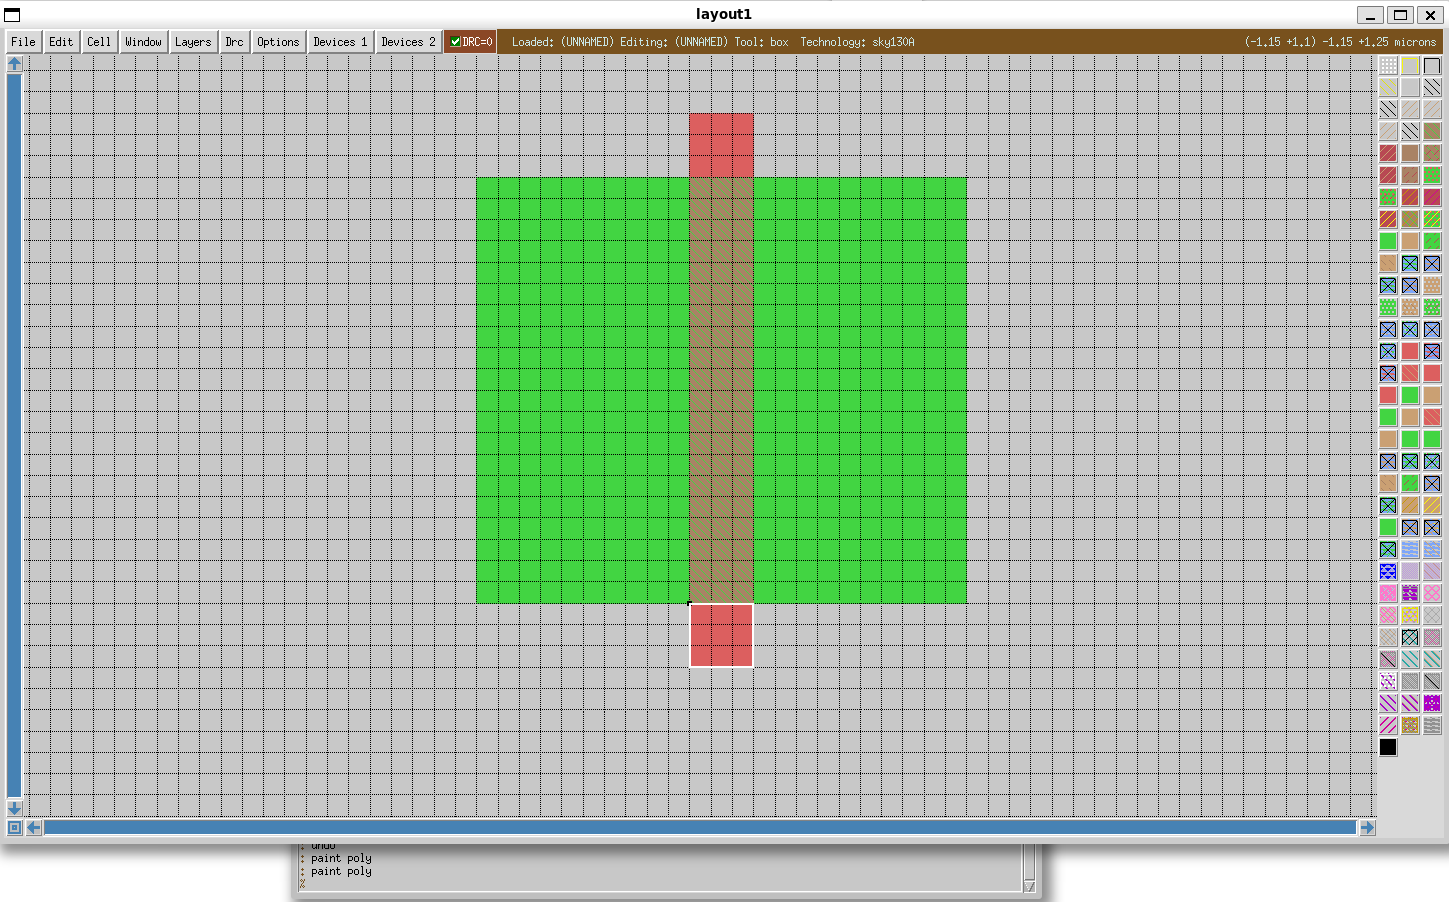 layout1
File Edit Cell Window Layers Drc Options Devices 1 Devices 2 DRC=0 Loaded: (UNNAMED) Editing: (UNNAMED) Tool: box Technology: sky130A (-1.15 +1.1) -1.15 +1.25 microns
: undo
: paint poly
: paint poly
%